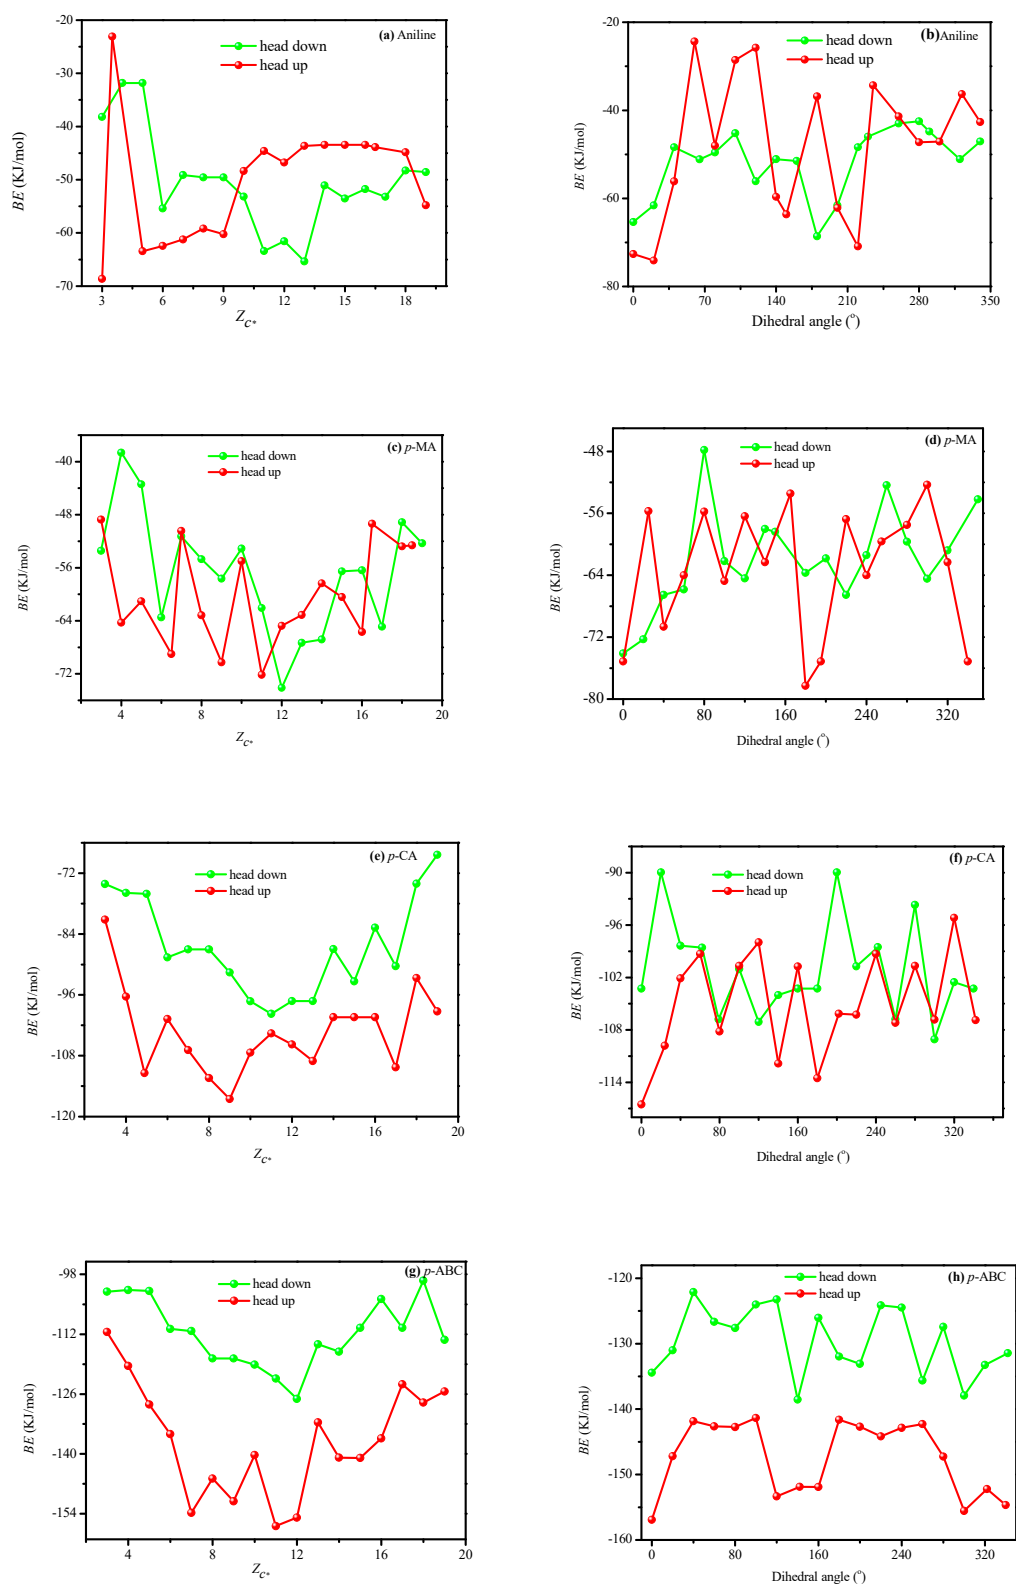 (a) Aniline
head down
head up
-20
-30
-40
-50
-60
-70
BE (KJ/mol)
3 6 9 12 15 18
Z_C*
(b)Aniline
head down
head up
-20
-40
-60
-80
BE (KJ/mol)
0 70 140 210 280 350
Dihedral angle (°)
(c) p-MA
head down
head up
-40
-48
-56
-64
-72
BE (KJ/mol)
4 8 12 16 20
Z_C*
(d) p-MA
head down
head up
-48
-56
-64
-72
-80
BE (KJ/mol)
0 80 160 240 320
Dihedral angle (°)
(e) p-CA
head down
head up
-72
-84
-96
-108
-120
BE (KJ/mol)
4 8 12 16 20
Z_C*
(f) p-CA
head down
head up
-90
-96
-102
-108
-114
BE (KJ/mol)
0 80 160 240 320
Dihedral angle (°)
(g) p-ABC
head down
head up
-98
-112
-126
-140
-154
BE (KJ/mol)
4 8 12 16 20
Z_C*
(h) p-ABC
head down
head up
-120
-130
-140
-150
-160
BE (KJ/mol)
0 80 160 240 320
Dihedral angle (°)